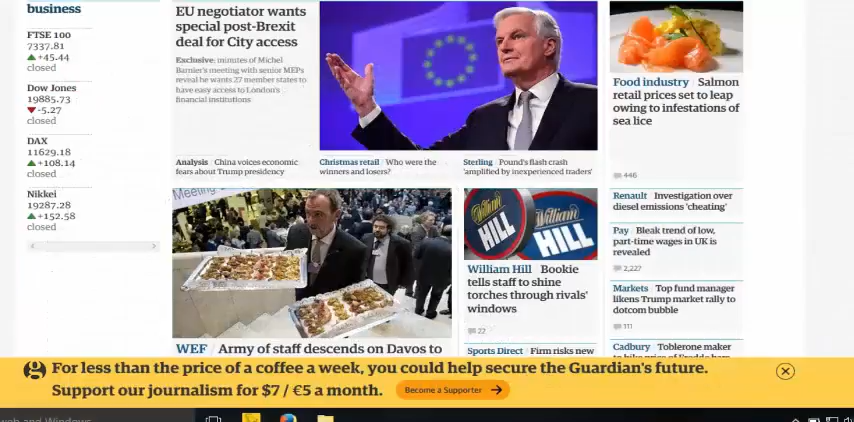 business
FTSE 100
7337.81
+45.44
closed
Dow Jones
19885.73
-5.27
closed
DAX
11629.18
+108.14
closed
Nikkei
19287.28
+152.58
closed
EU negotiator wants
special post-Brexit
deal for City access
Exclusive: minutes of Michel
Barnier's meeting with senior MEPs
reveal he wants 27 member states to
have easy access to London's
financial institutions
Analysis / China voices economic
fears about Trump presidency
Christmas retail / Who were the
winners and losers?
Sterling / Pound's flash crash
'amplified by inexperienced traders'
Food industry / Salmon
retail prices set to leap
owing to infestations of
sea lice
446
Meeting
WEF / Army of staff descends on Davos to
William
HILL
William
HILL
William Hill / Bookie
tells staff to shine
torches through rivals'
windows
22
Sports Direct / Firm risks new
Renault / Investigation over
diesel emissions 'cheating'
Pay / Bleak trend of low,
part-time wages in UK is
revealed
2,227
Markets / Top fund manager
likens Trump market rally to
dotcom bubble
111
Cadbury / Toblerone maker
For less than the price of a coffee a week, you could help secure the Guardian's future.
Support our journalism for $7 / €5 a month.
Become a Supporter
web and Windows